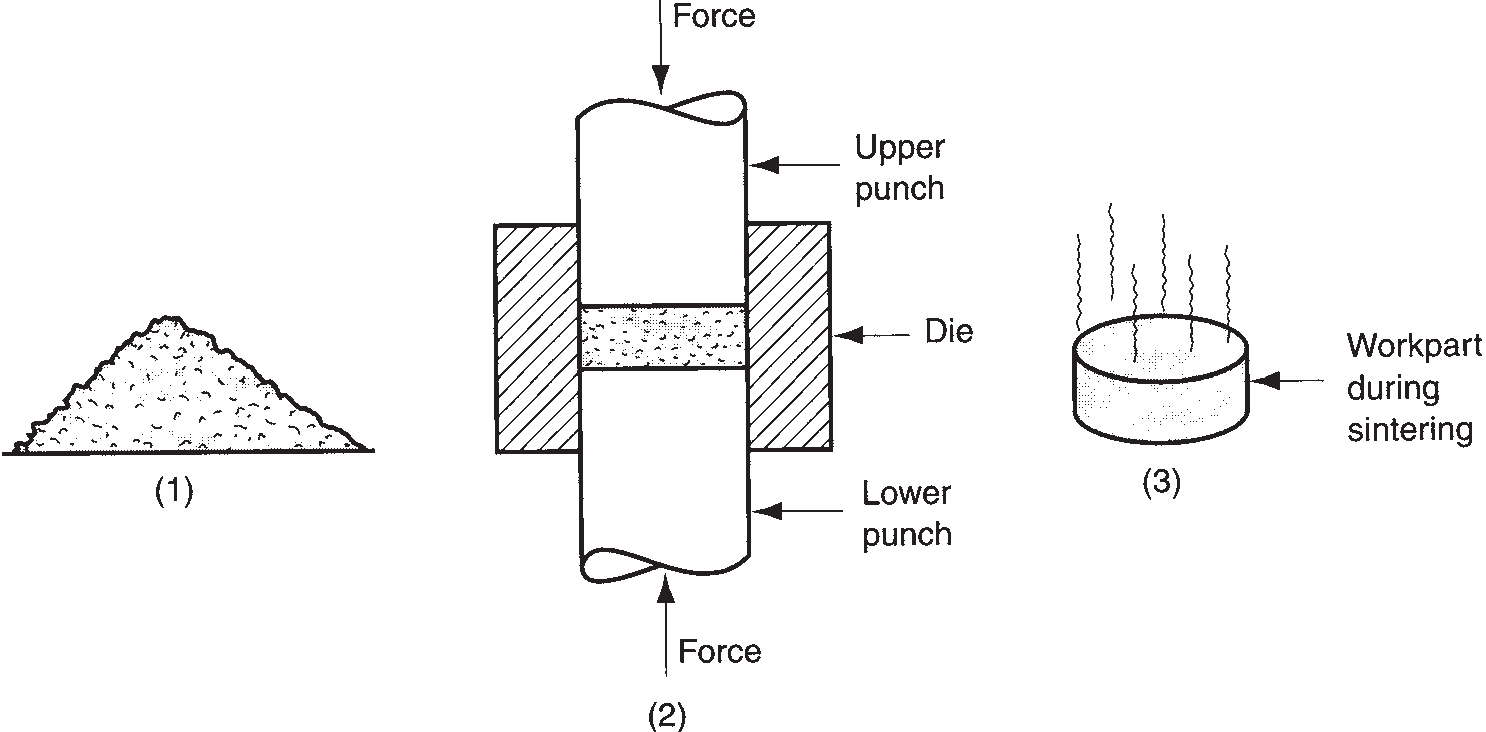 Force
Upper
punch
Die
Workpart
during
sintering
(1)
(3)
Lower
punch
Force
(2)